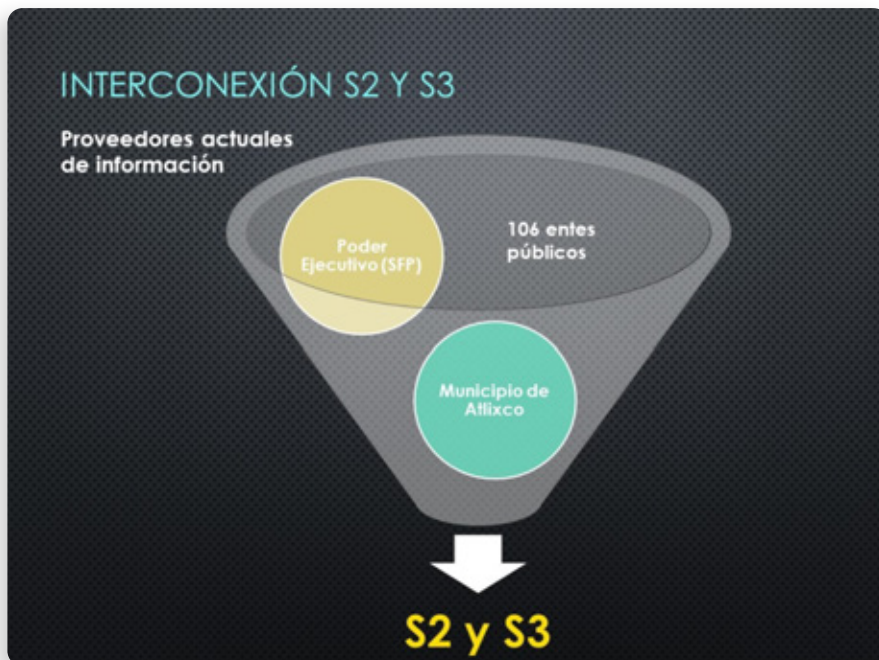 INTERCONEXIÓN S2 Y S3
Proveedores actuales
de información
Poder
Ejecutivo (SFP)
106 entes
públicos
Municipio de
Atlixco
S2 y S3